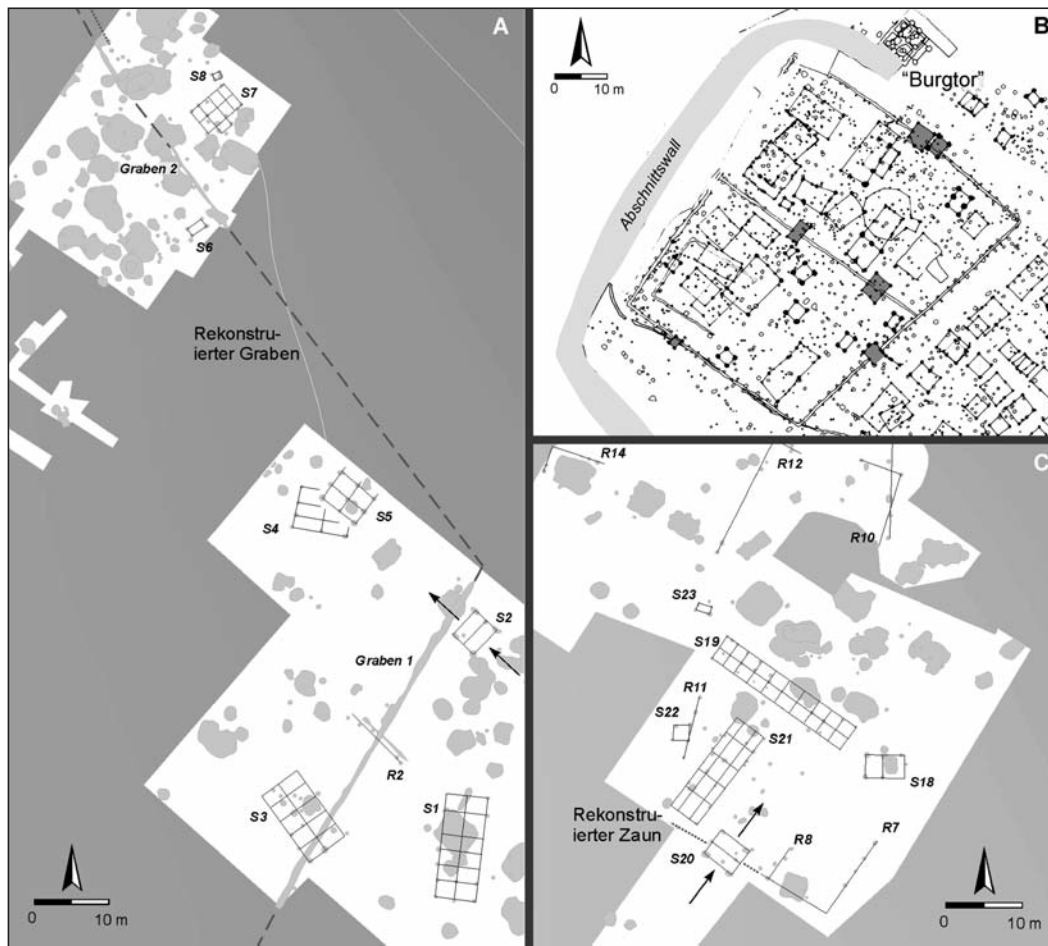 A
S8
S7
Graben 2
S6
Rekonstru-
ierter Graben
S4
S5
S2
Graben 1
R2
S3
S1
0 10 m
B
0 10 m
"Burgtor"
Abschnittswall
C
R14
R12
R10
S23
S19
R11
S22
S21
S18
Rekonstru-
ierter Zaun
S20
R8
R7
0 10 m